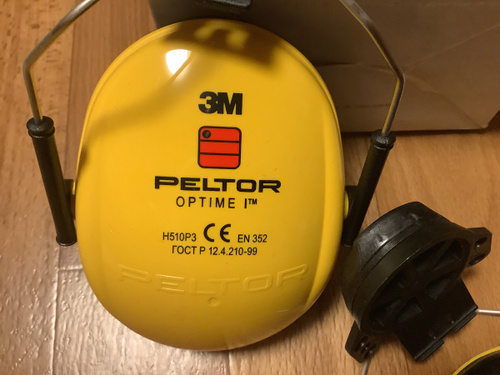 3M
PELTOR
OPTIME I™
H510P3 CE EN 352
ГОСТ Р 12.4.210-99
PELTOR